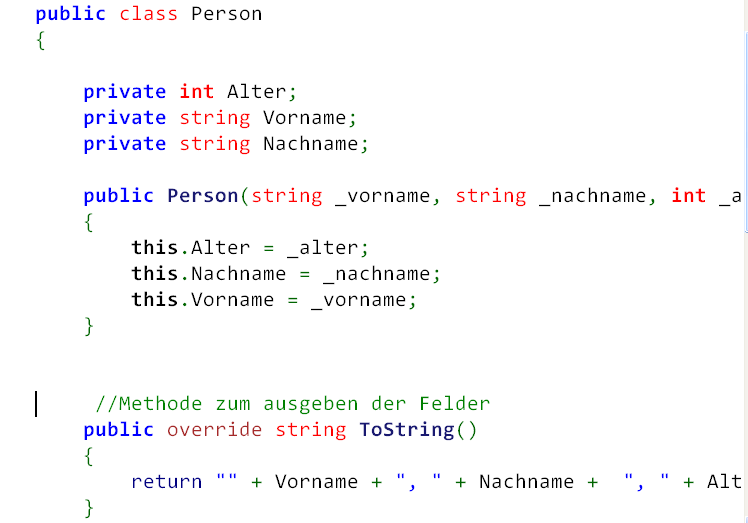 public class Person
{
private int Alter;
private string Vorname;
private string Nachname;
public Person(string _vorname, string _nachname, int _a
{
this.Alter = _alter;
this.Nachname = _nachname;
this.Vorname = _vorname;
}
//Methode zum ausgeben der Felder
public override string ToString()
{
return "" + Vorname + ", " + Nachname +  ", " + Alt
}